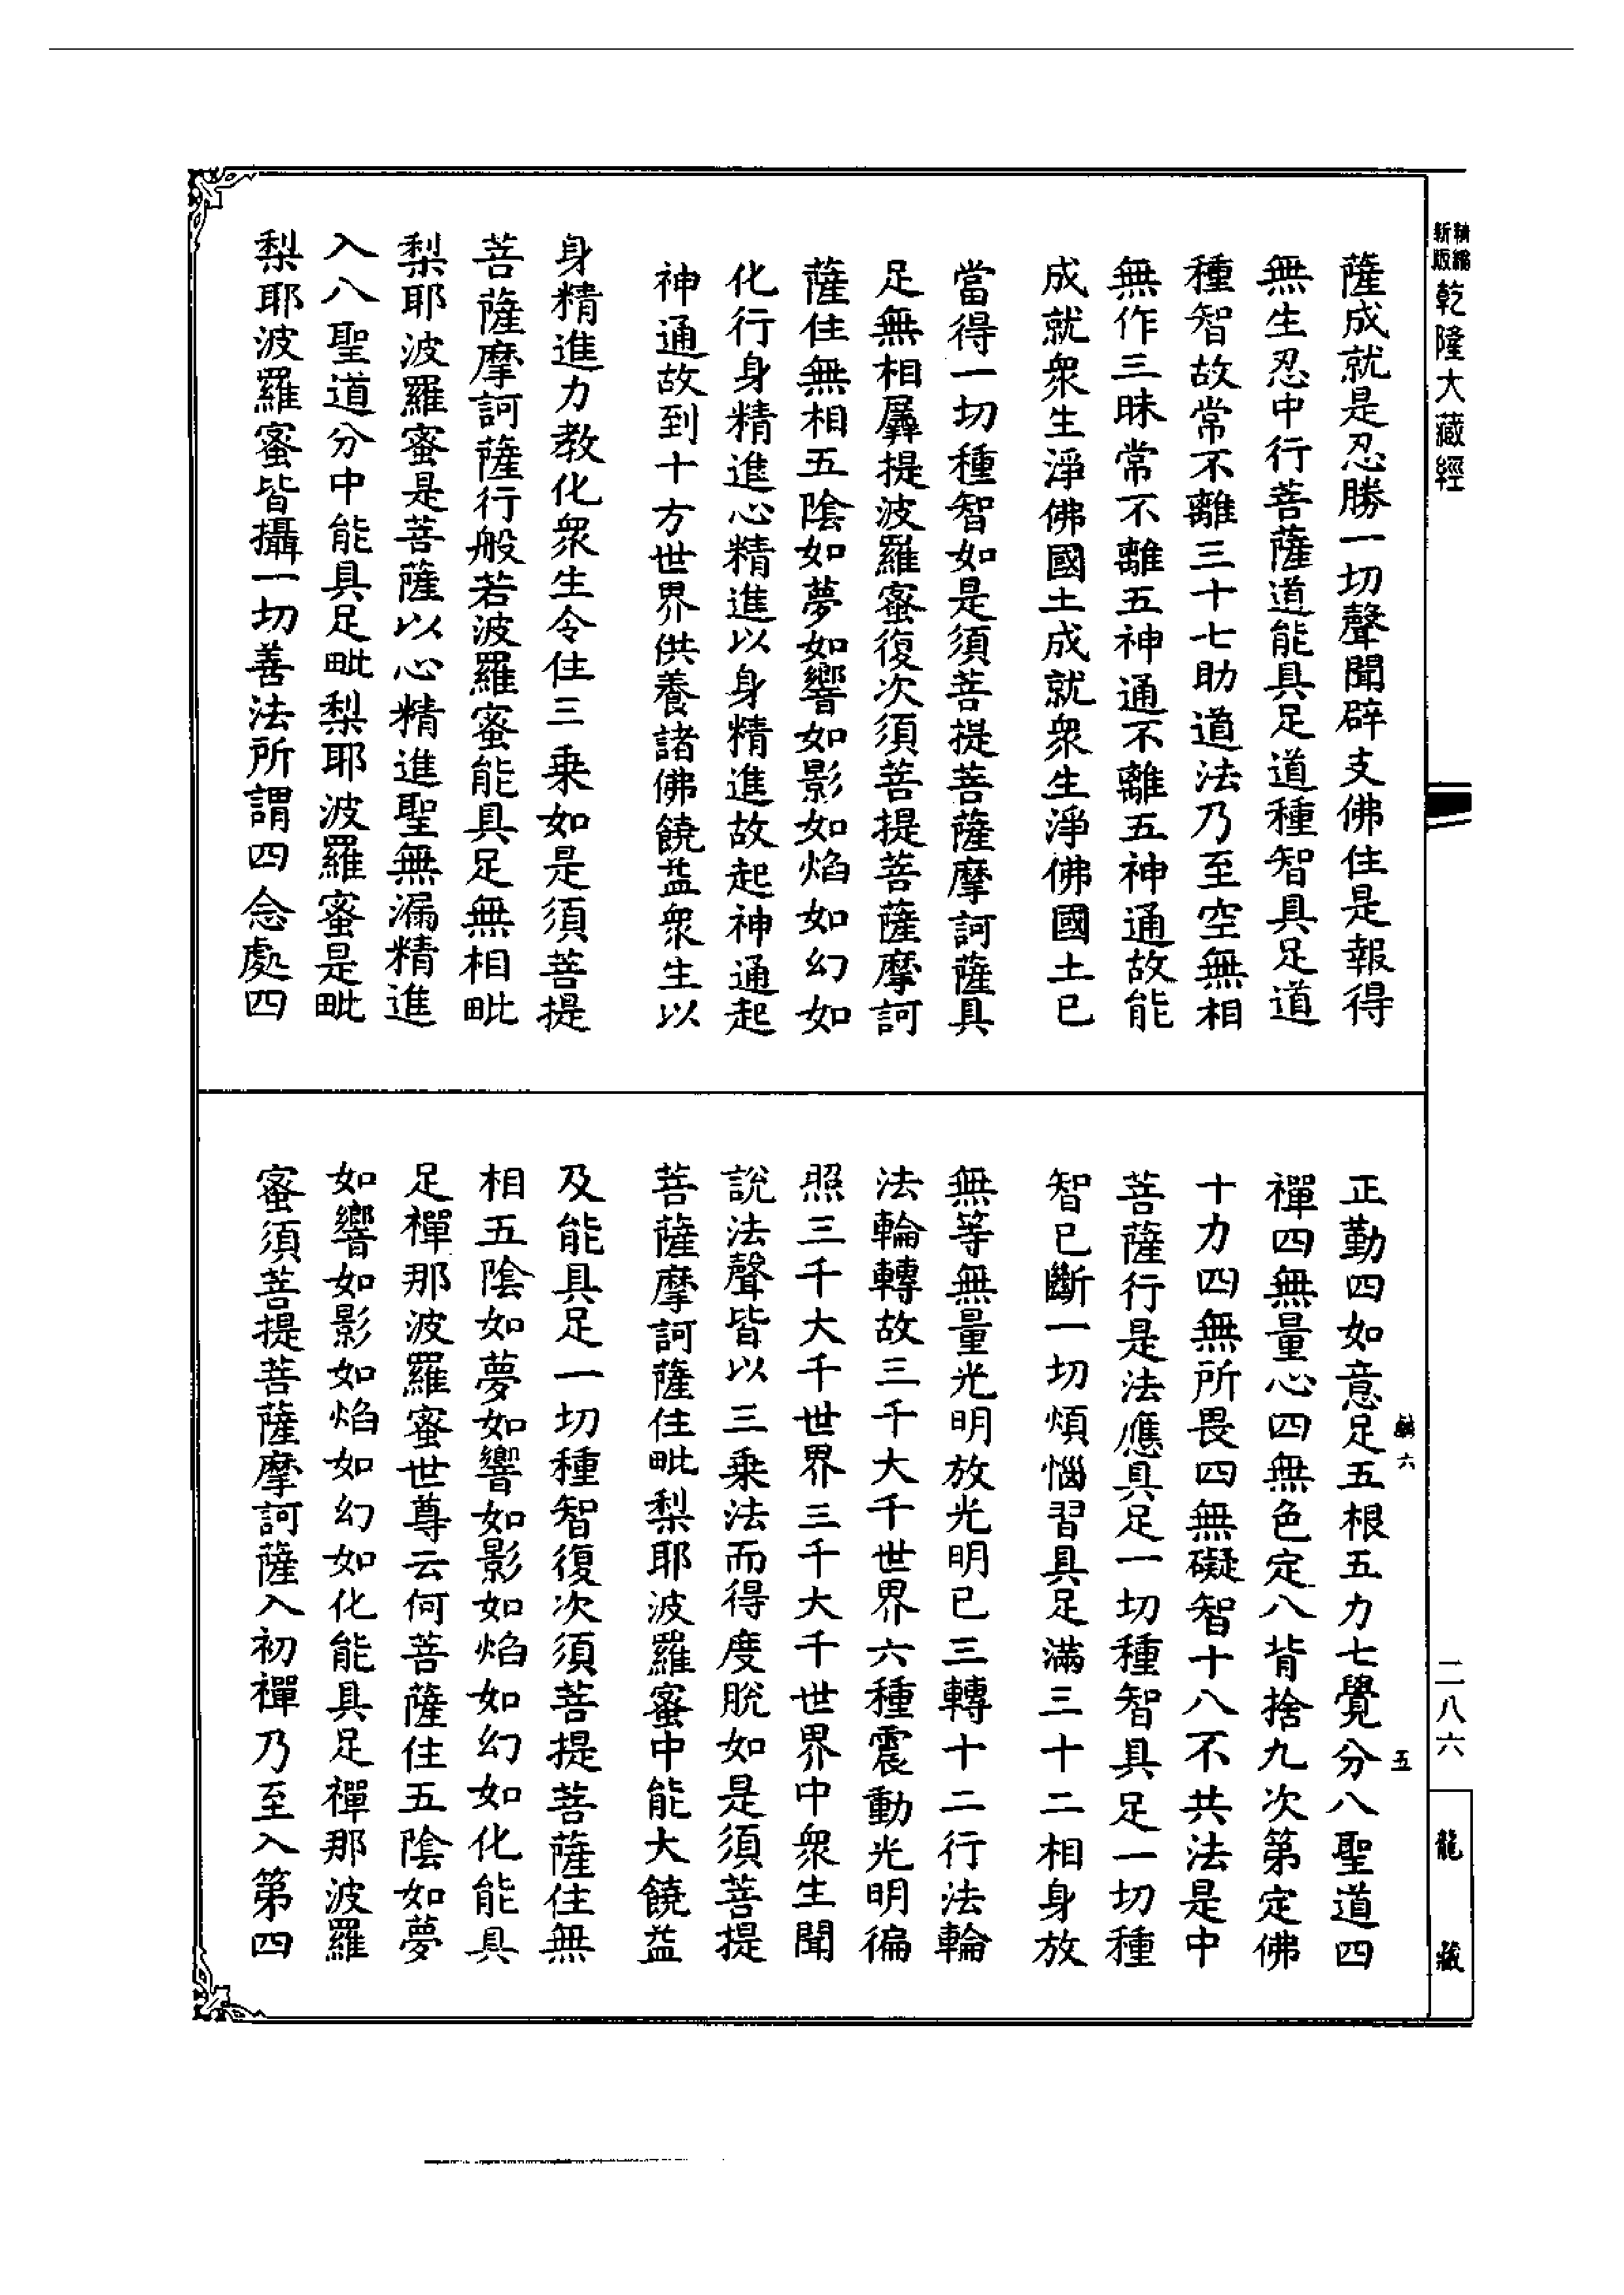 精縮新版乾隆大藏經
薩成就是忍勝一切聲聞辟支佛住是報得
無生忍中行菩薩道能具足道種智具足道
種智故常不離三十七助道法乃至空無相
無作三昧常不離五神通不離五神通故能
成就衆生淨佛國土成就衆生淨佛國土已
當得一切種智如是須菩提菩薩摩訶薩具
足無相羼提波羅蜜復次須菩提菩薩摩訶
薩住無相五陰如夢如響如影如焰如幻如
化行身精進心精進以身精進故起神通起
神通故到十方世界供養諸佛饒益衆生以
身精進力教化衆生令住三乘如是須菩提
菩薩摩訶薩行般若波羅蜜能具足無相毗
梨耶波羅蜜是菩薩以心精進聖無漏精進
入八聖道分中能具足毗梨耶波羅蜜是毗
梨耶波羅蜜皆攝一切善法所謂四念處四
正勤四如意足五根五力七覺分八聖道四
禪四無量心四無色定八背捨九次第定佛
十力四無所畏四無礙智十八不共法是中
菩薩行是法應具足一切種智具足一切種
智已斷一切煩惱習具足滿三十二相身放
無等無量光明放光明已三轉十二行法輪
法輪轉故三千大千世界六種震動光明徧
照三千大千世界三千大千世界中衆生聞
說法聲皆以三乘法而得度脫如是須菩提
菩薩摩訶薩住毗梨耶波羅蜜中能大饒益
及能具足一切種智復次須菩提菩薩住無
相五陰如夢如響如影如焰如幻如化能具
足禪那波羅蜜世尊云何菩薩住五陰如夢
如響如影如焰如幻如化能具足禪那波羅
蜜須菩提菩薩摩訶薩入初禪乃至入第四
六
五
二八六
龍藏